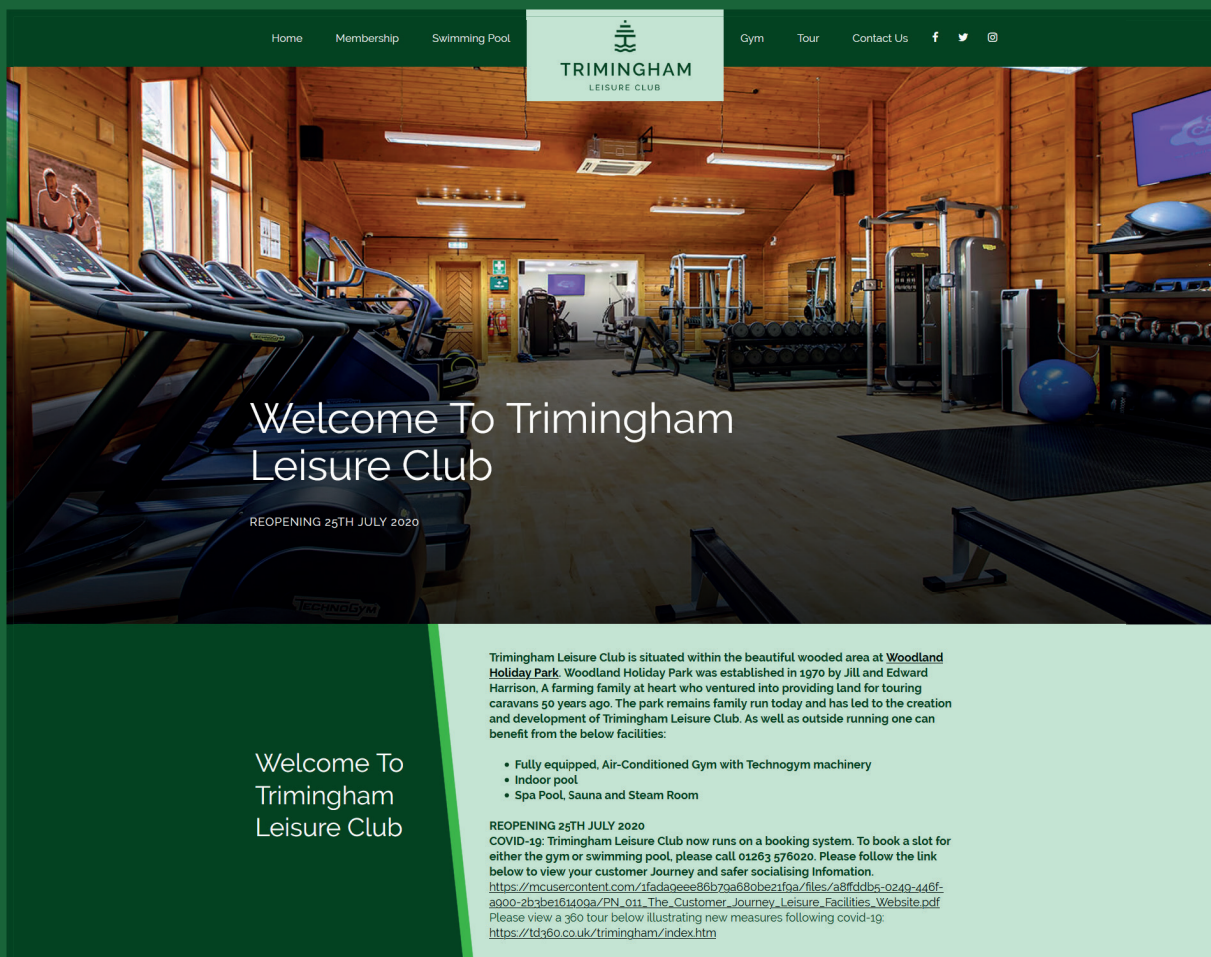 Home Membership Swimming Pool
TRIMINGHAM
LEISURE CLUB
Gym Tour Contact Us
Welcome To Trimingham
Leisure Club
REOPENING 25TH JULY 2020
TECHNOGYM
Welcome To
Trimingham
Leisure Club
Trimingham Leisure Club is situated within the beautiful wooded area at Woodland
Holiday Park. Woodland Holiday Park was established in 1970 by Jill and Edward
Harrison, A farming family at heart who ventured into providing land for touring
caravans 50 years ago. The park remains family run today and has led to the creation
and development of Trimingham Leisure Club. As well as outside running one can
benefit from the below facilities:
• Fully equipped, Air-Conditioned Gym with Technogym machinery
• Indoor pool
• Spa Pool, Sauna and Steam Room
REOPENING 25TH JULY 2020
COVID-19: Trimingham Leisure Club now runs on a booking system. To book a slot for
either the gym or swimming pool, please call 01263 576020. Please follow the link
below to view your customer Journey and safer socialising Infomation.
https://mcusercontent.com/1fada9eee86b79a680be21f9a/files/a8ffddb5-0249-446f-
a900-2b3be161409a/PN_011_The_Customer_Journey_Leisure_Facilities_Website.pdf
Please view a 360 tour below illustrating new measures following covid-19:
https://td360.co.uk/trimingham/index.htm